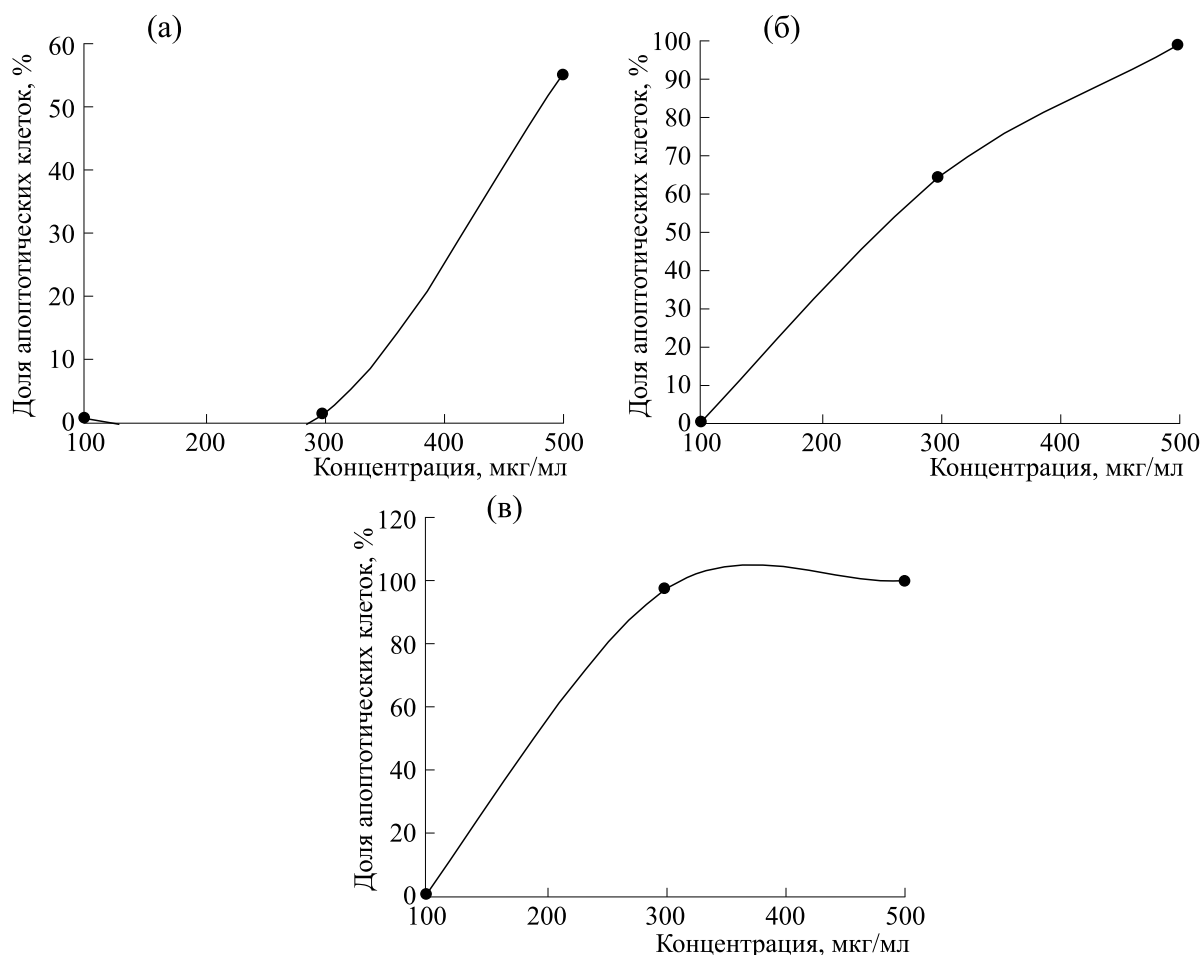 (а)
Доля апоптотических клеток, %
60
50
40
30
20
10
0
100 200 300 400 500
Концентрация, мкг/мл
(б)
Доля апоптотических клеток, %
100
90
80
70
60
50
40
30
20
10
0
100 200 300 400 500
Концентрация, мкг/мл
(в)
Доля апоптотических клеток, %
120
100
80
60
40
20
0
100 200 300 400 500
Концентрация, мкг/мл